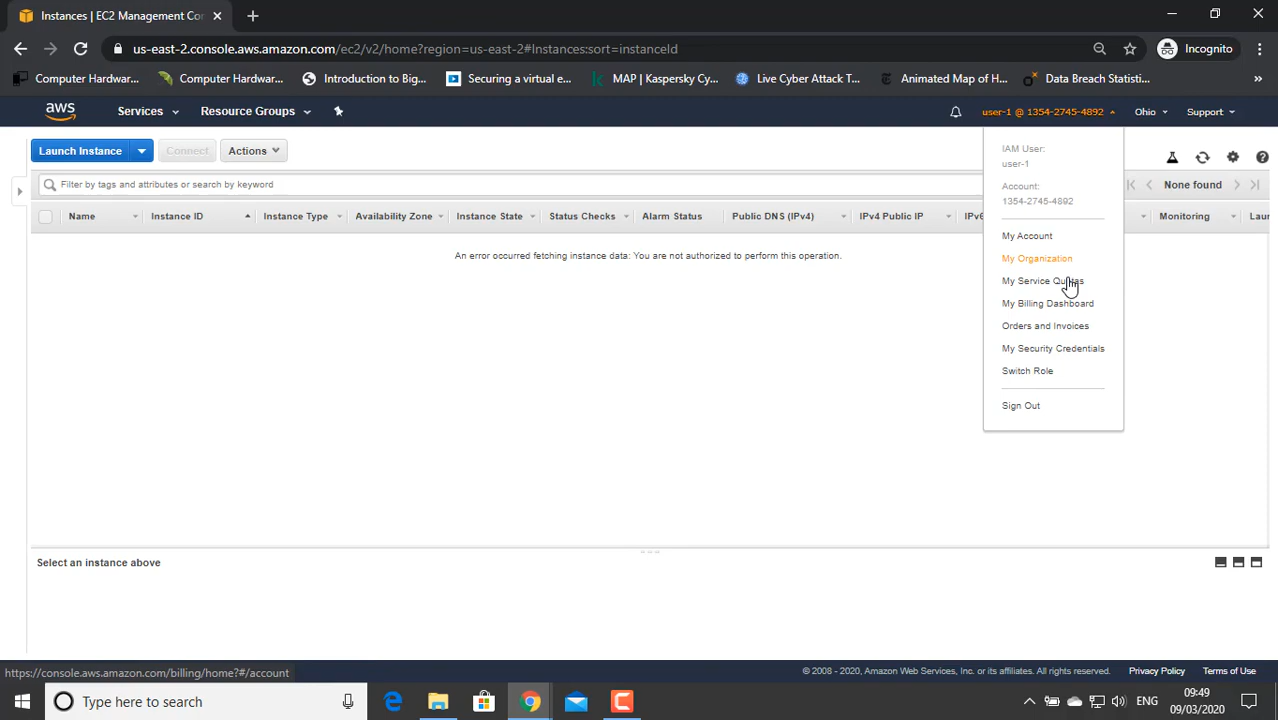 Instances | EC2 Management Con
us-east-2.console.aws.amazon.com/ec2/v2/home?region=us-east-2#Instances:sort=instanceId
Incognito
Computer Hardwar...
Computer Hardwar...
Introduction to Big...
Securing a virtual e...
MAP | Kaspersky Cy...
Live Cyber Attack T...
Animated Map of H...
Data Breach Statisti...
aws
Services
Resource Groups
user-1 @ 1354-2745-4892
Ohio
Support
Launch Instance
Connect
Actions
IAM User:
user-1
Account:
1354-2745-4892
My Account
My Organization
My Service Quotas
My Billing Dashboard
Orders and Invoices
My Security Credentials
Switch Role
Sign Out
Filter by tags and attributes or search by keyword
None found
Name
Instance ID
Instance Type
Availability Zone
Instance State
Status Checks
Alarm Status
Public DNS (IPv4)
IPv4 Public IP
IPv6
Monitoring
Laun
An error occurred fetching instance data: You are not authorized to perform this operation.
Select an instance above
https://console.aws.amazon.com/billing/home?#/account
© 2008 - 2020, Amazon Web Services, Inc. or its affiliates. All rights reserved.
Privacy Policy
Terms of Use
Type here to search
ENG
09:49
09/03/2020